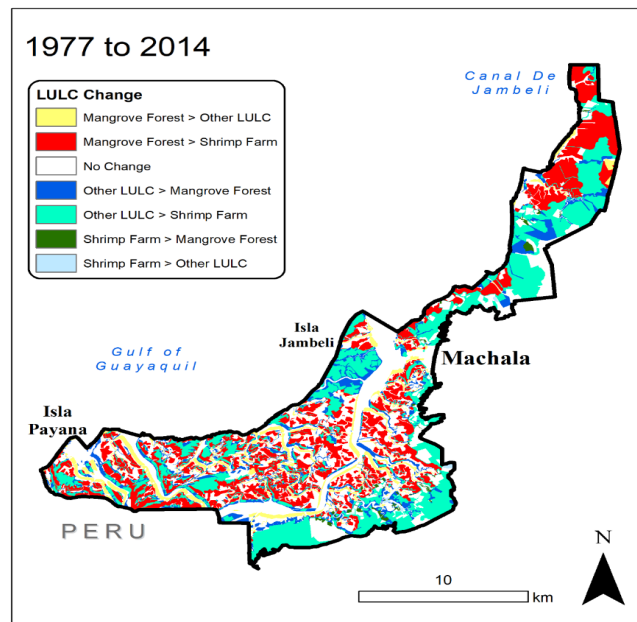 1977 to 2014
LULC Change
Mangrove Forest > Other LULC
Mangrove Forest > Shrimp Farm
No Change
Other LULC > Mangrove Forest
Other LULC > Shrimp Farm
Shrimp Farm > Mangrove Forest
Shrimp Farm > Other LULC
Canal De
Jambeli
Isla
Jambeli
Machala
Gulf of
Guayaquil
Isla
Payana
PERU
N
10
km